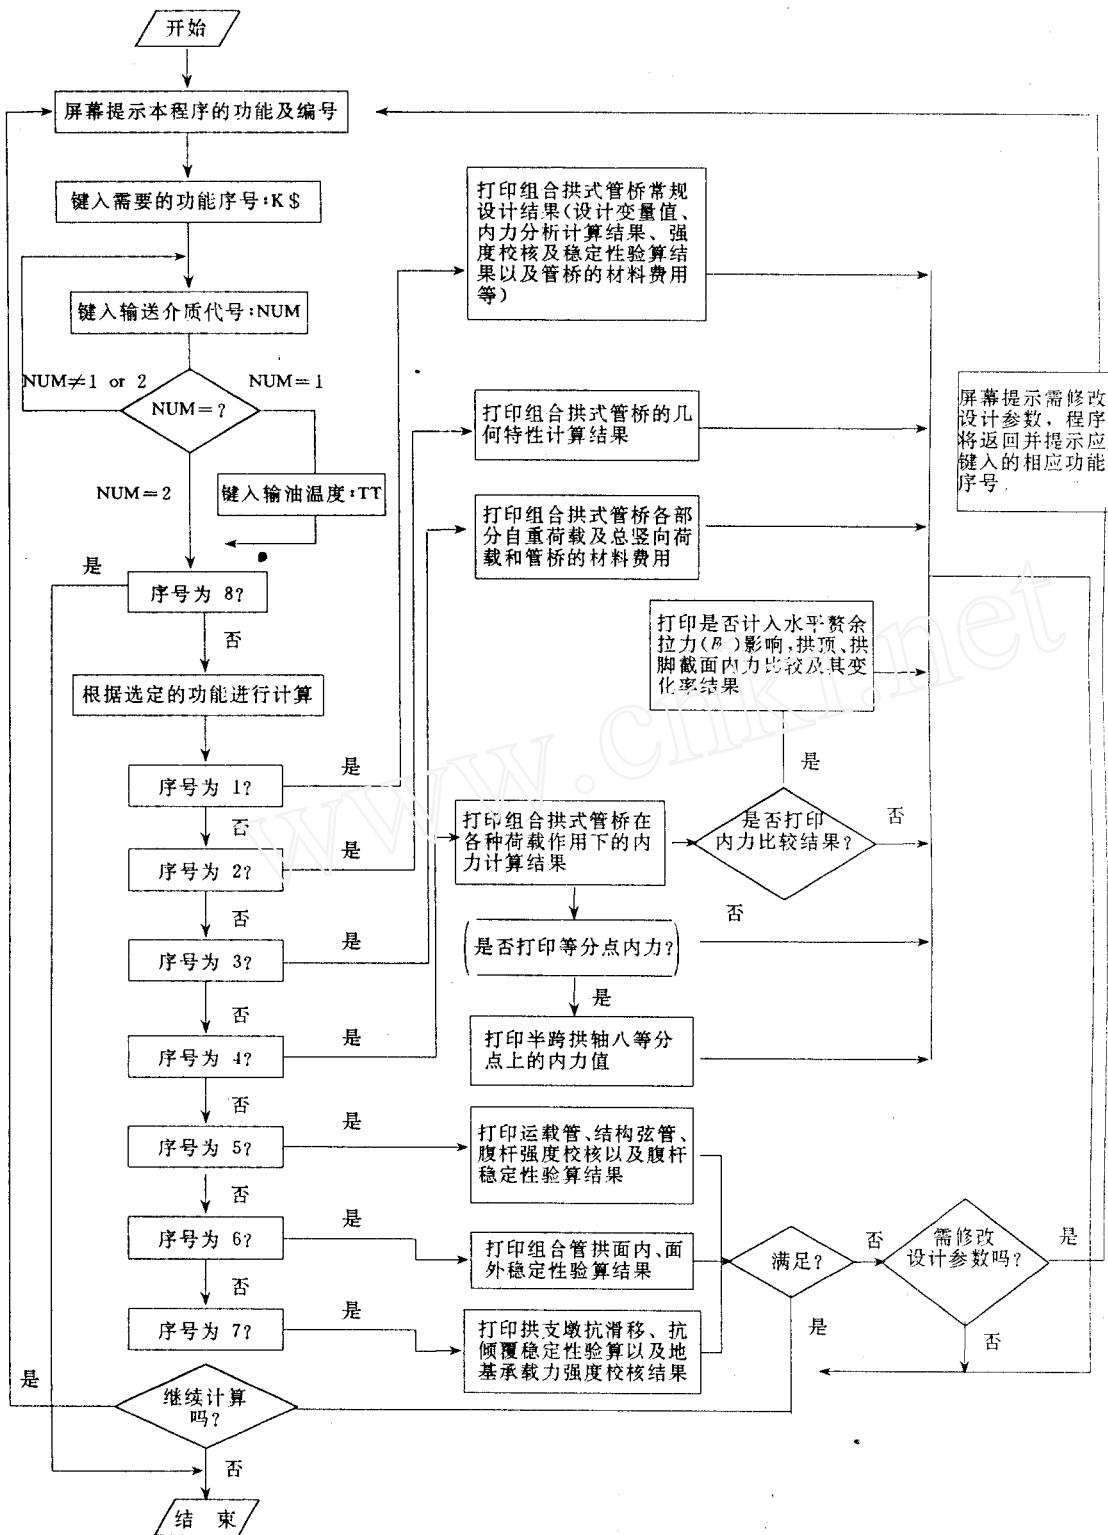 开始
屏幕提示本程序的功能及编号
键入需要的功能序号:K$
键入输送介质代号:NUM
NUM≠1 or 2
NUM=1
NUM=?
NUM=2
键入输油温度:TT
是
序号为 8?
否
根据选定的功能进行计算
序号为 1?
是
否
序号为 2?
是
否
序号为 3?
是
否
序号为 4?
是
否
序号为 5?
是
否
序号为 6?
是
否
序号为 7?
是
是
继续计算
吗?
否
结 束
打印组合拱式管桥常规
设计结果(设计变量值、
内力分析计算结果、强
度校核及稳定性验算结
果以及管桥的材料费用
等)
打印组合拱式管桥的几
何特性计算结果
打印组合拱式管桥各部
分自重荷载及总竖向荷
载和管桥的材料费用
打印是否计入水平赘余
拉力()影响,拱顶、拱
脚截面内力比较及其变
化率结果
是
打印组合拱式管桥在
各种荷载作用下的内
力计算结果
是否打印
内力比较结果?
否
是否打印等分点内力?
否
是
打印半跨拱轴八等分
点上的内力值
打印运载管、结构弦管、
腹杆强度校核以及腹杆
稳定性验算结果
打印组合管拱面内、面
外稳定性验算结果
打印拱支墩抗滑移、抗
倾覆稳定性验算以及地
基承载力强度校核结果
满足?
否
是
需修改
设计参数吗?
是
否
屏幕提示需修改
设计参数，程序
将返回并提示应
键入的相应功能
序号.
www.cnki.net